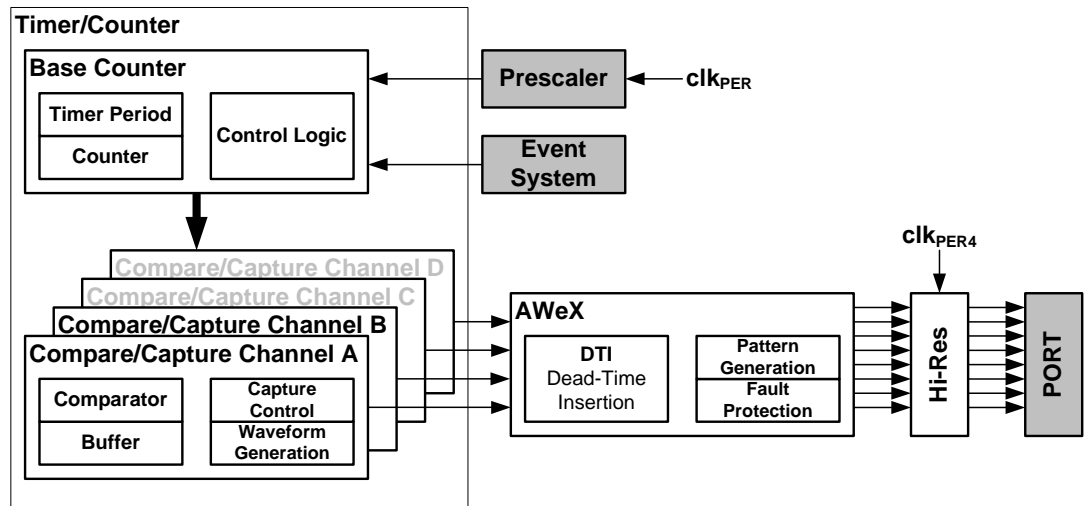 Timer/Counter
Base Counter
Timer Period
Counter
Control Logic
Prescaler
clkPER
Event
System
Compare/Capture Channel D
Compare/Capture Channel C
Compare/Capture Channel B
Compare/Capture Channel A
Comparator
Buffer
Capture
Control
Waveform
Generation
AWeX
DTI
Dead-Time
Insertion
Pattern
Generation
Fault
Protection
clkPER4
Hi-Res
PORT